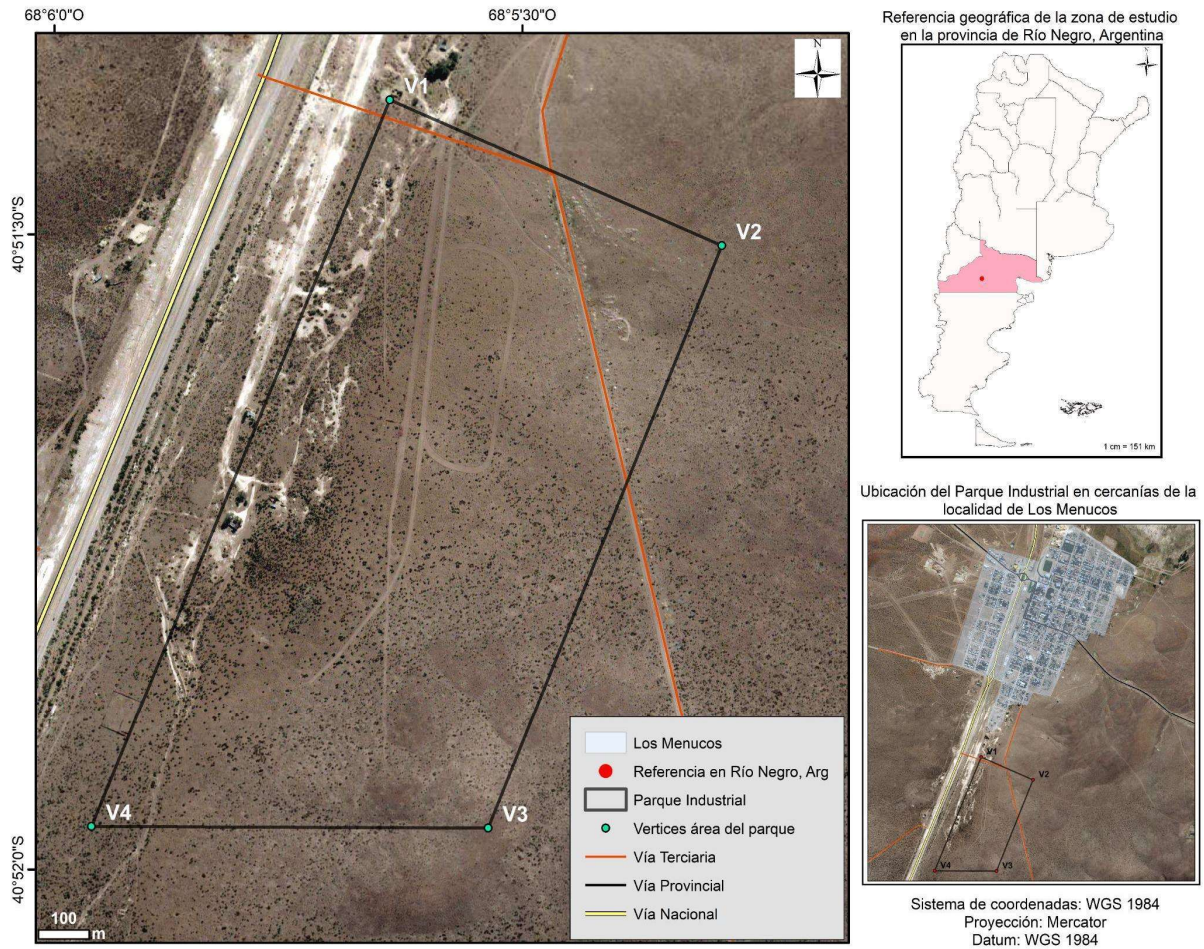 68°6'0"O
68°5'30"O
40°51'30"S
40°52'0"S
N
V1
V2
V3
V4
100
m
Los Menucos
Referencia en Río Negro, Arg
Parque Industrial
Vertices área del parque
Vía Terciaria
Vía Provincial
Vía Nacional
Referencia geográfica de la zona de estudio
en la provincia de Río Negro, Argentina
N
1 cm = 151 km
Ubicación del Parque Industrial en cercanías de la
localidad de Los Menucos
V1
V2
V4
V3
Sistema de coordenadas: WGS 1984
Proyección: Mercator
Datum: WGS 1984